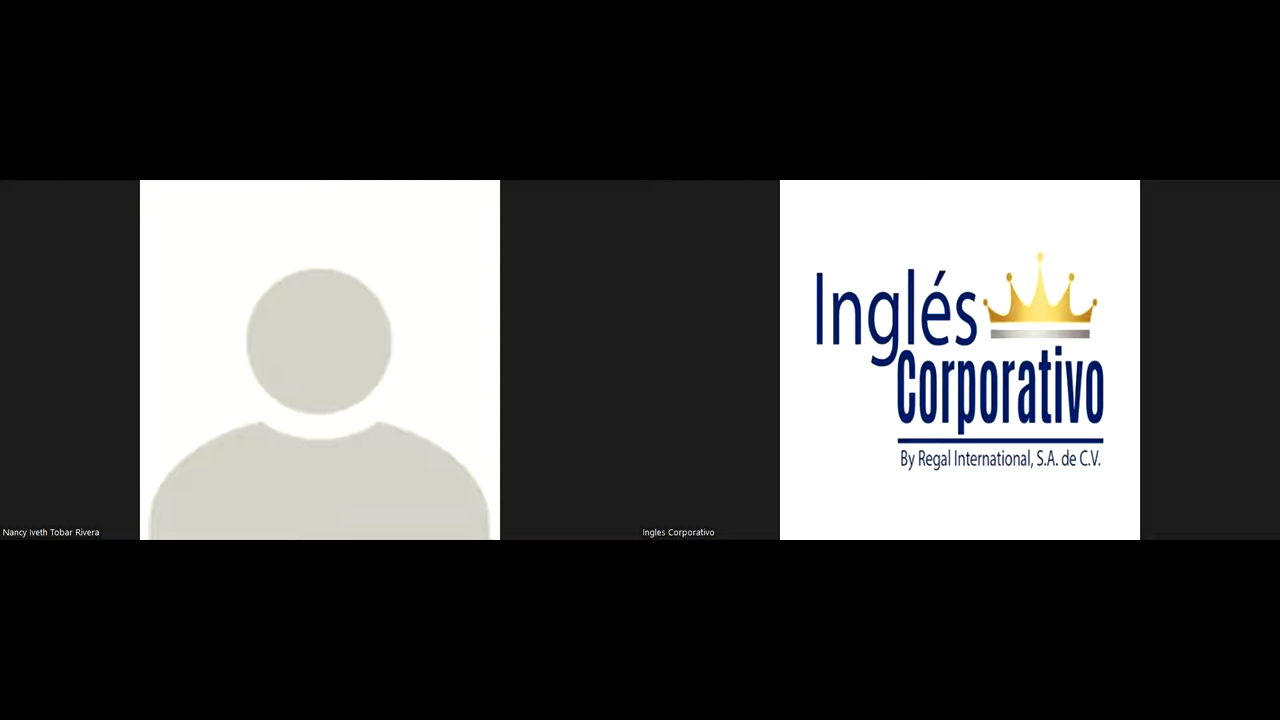 Inglés
Corporativo
By Regal International, S.A. de C.V.
Nancy Iveth Tobar Rivera
Ingles Corporativo